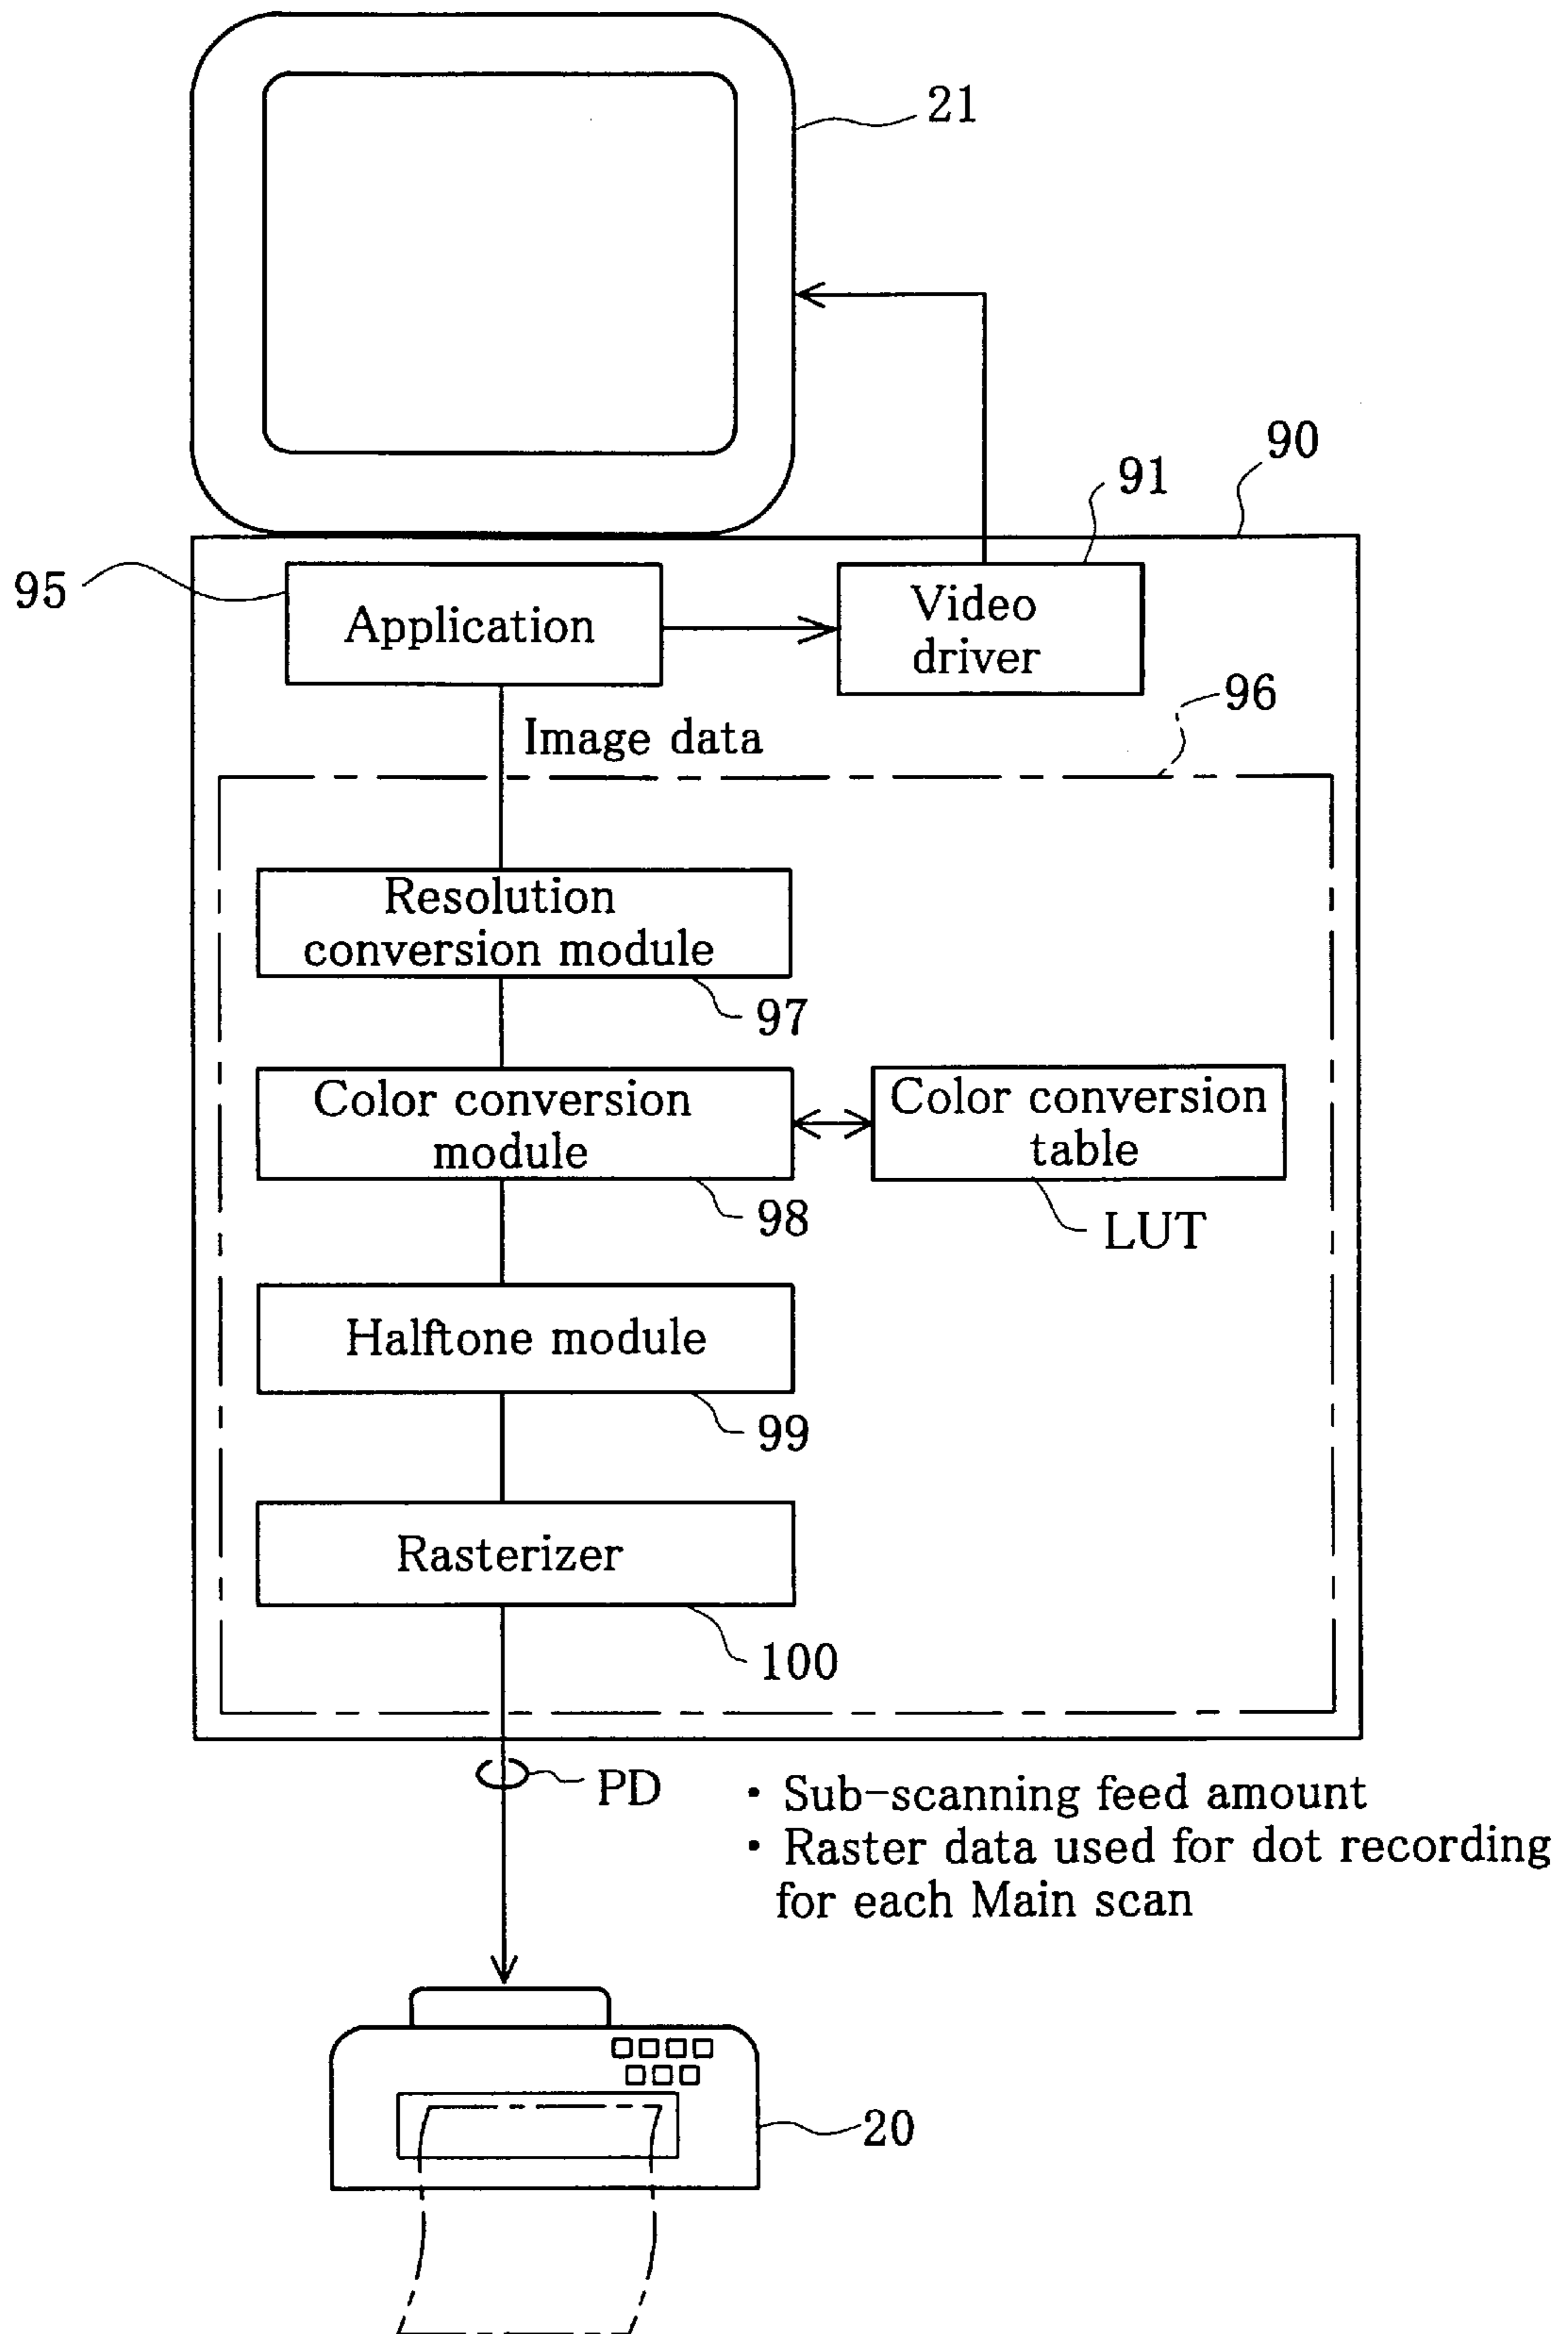 21
90
91
95
Application
Video
driver
96
Image data
Resolution
conversion module
97
Color conversion
module
Color conversion
table
98
LUT
Halftone module
99
Rasterizer
100
PD
・Sub-scanning feed amount
・Raster data used for dot recording
for each Main scan
20